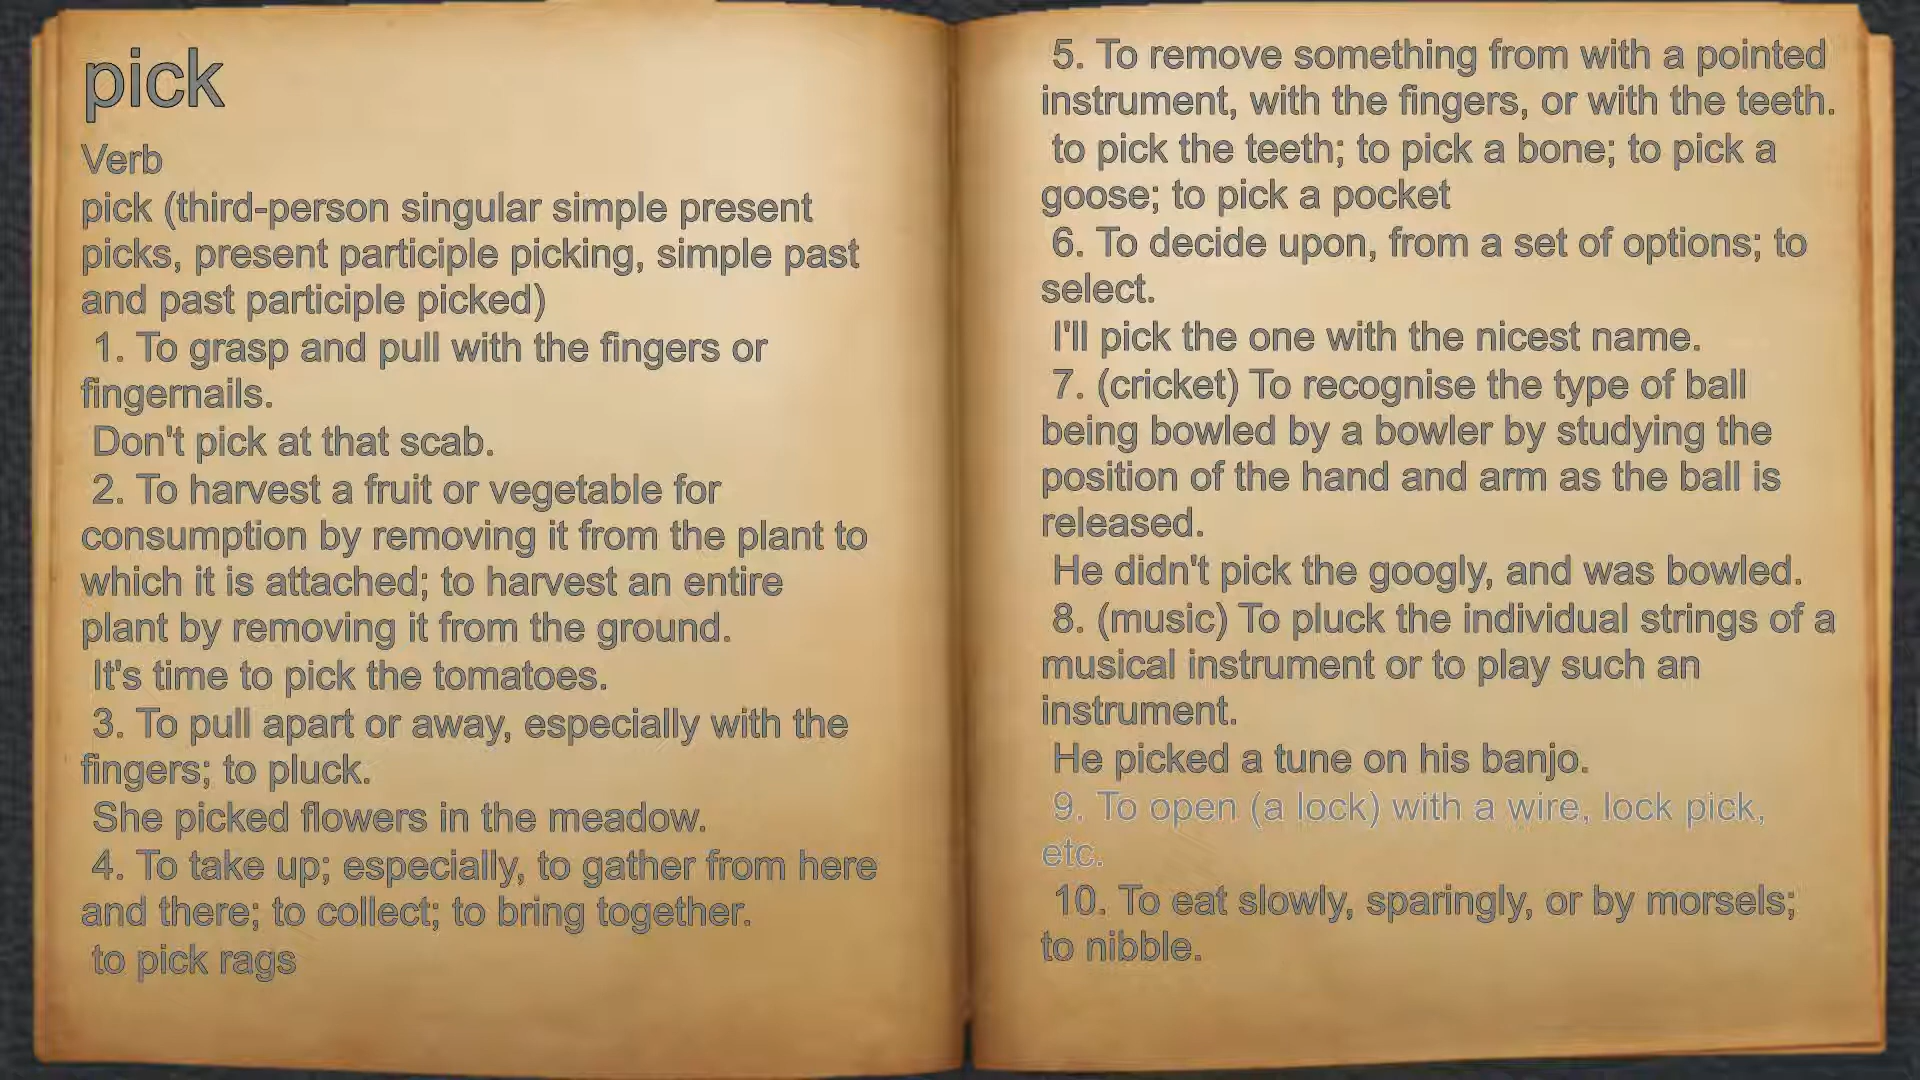 pick
Verb
pick (third-person singular simple present
picks, present participle picking, simple past
and past participle picked)
1. To grasp and pull with the fingers or
fingernails.
Don't pick at that scab.
2. To harvest a fruit or vegetable for
consumption by removing it from the plant to
which it is attached; to harvest an entire
plant by removing it from the ground.
It's time to pick the tomatoes.
3. To pull apart or away, especially with the
fingers; to pluck.
She picked flowers in the meadow.
4. To take up; especially, to gather from here
and there; to collect; to bring together.
to pick rags
5. To remove something from with a pointed
instrument, with the fingers, or with the teeth.
to pick the teeth; to pick a bone; to pick a
goose; to pick a pocket
6. To decide upon, from a set of options; to
select.
I'll pick the one with the nicest name.
7. (cricket) To recognise the type of ball
being bowled by a bowler by studying the
position of the hand and arm as the ball is
released.
He didn't pick the googly, and was bowled.
8. (music) To pluck the individual strings of a
musical instrument or to play such an
instrument.
He picked a tune on his banjo.
9. To open (a lock) with a wire, lock pick,
etc.
10. To eat slowly, sparingly, or by morsels;
to nibble.